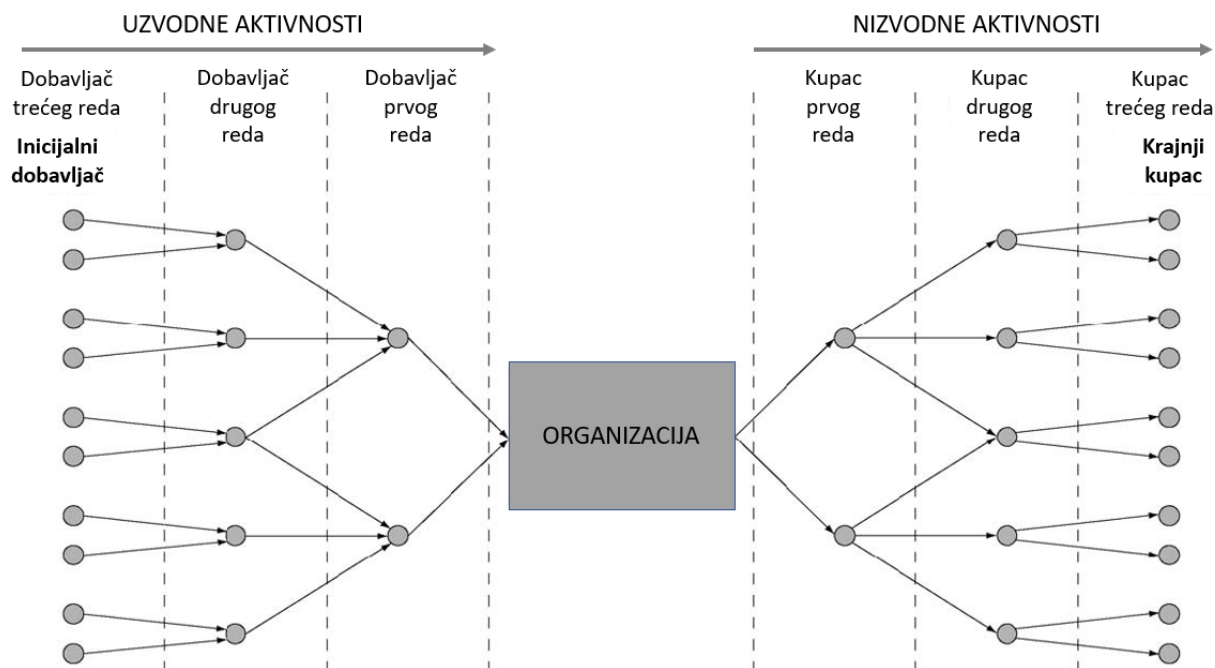 UZVODNE AKTIVNOSTI
NIZVODNE AKTIVNOSTI
Dobavljač
trećeg reda
Inicijalni
dobavljač
Dobavljač
drugog
reda
Dobavljač
prvog
reda
Kupac
prvog
reda
Kupac
drugog
reda
Kupac
trećeg reda
Krajnji
kupac
ORGANIZACIJA